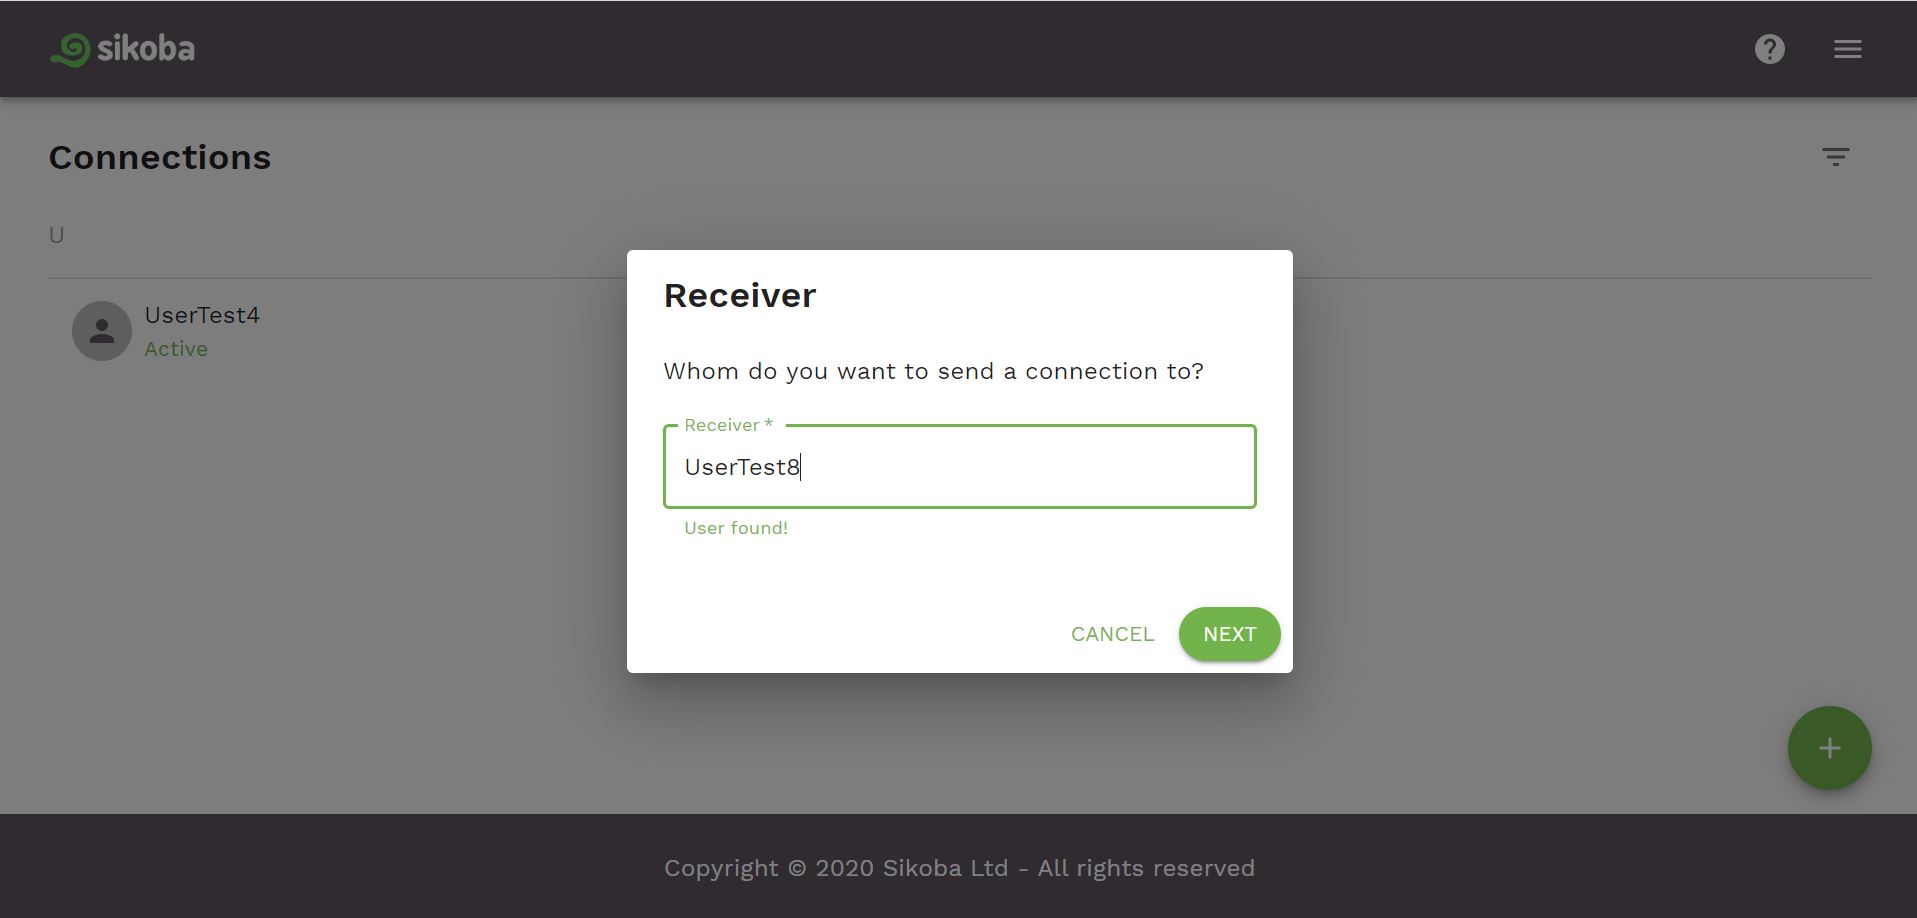 sikoba
Connections
U
UserTest4
Active
Receiver
Whom do you want to send a connection to?
Receiver *
UserTest8
User found!
CANCEL NEXT
Copyright © 2020 Sikoba Ltd - All rights reserved